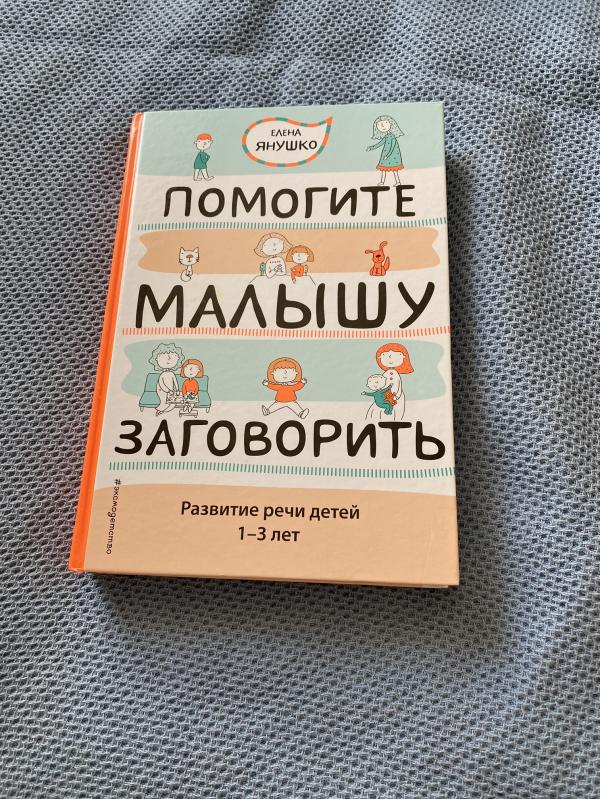 ЕЛЕНА
ЯНУШКО
ПОМОГИТЕ
МАЛЫШУ
ЗАГОВОРИТЬ
Развитие речи детей
1–3 лет
#эксмодетство